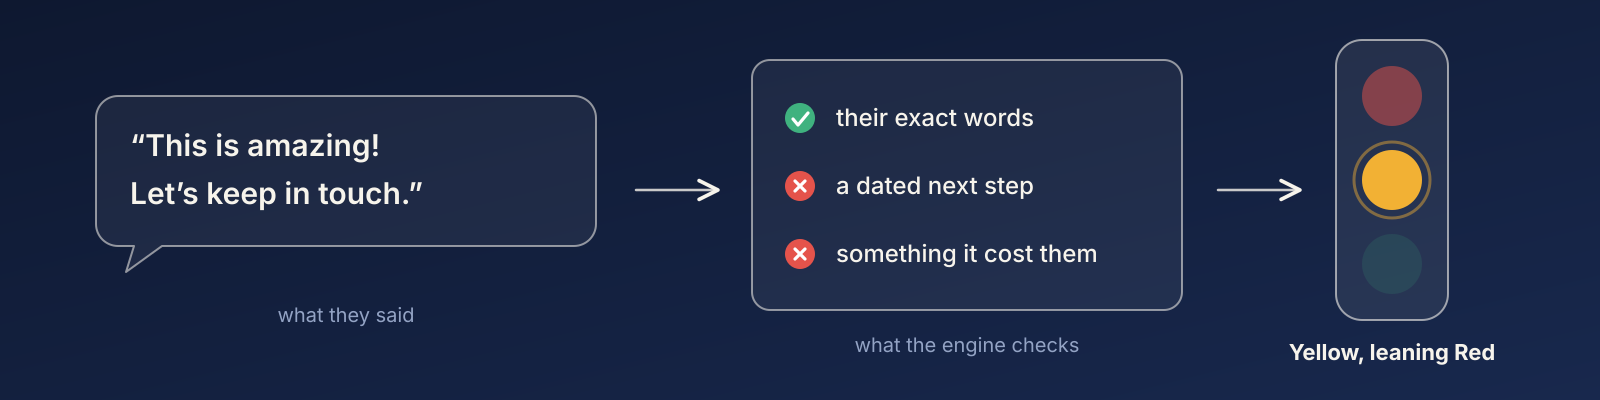 “This is amazing!
Let’s keep in touch.”
what they said
their exact words
a dated next step
something it cost them
what the engine checks
Yellow, leaning Red